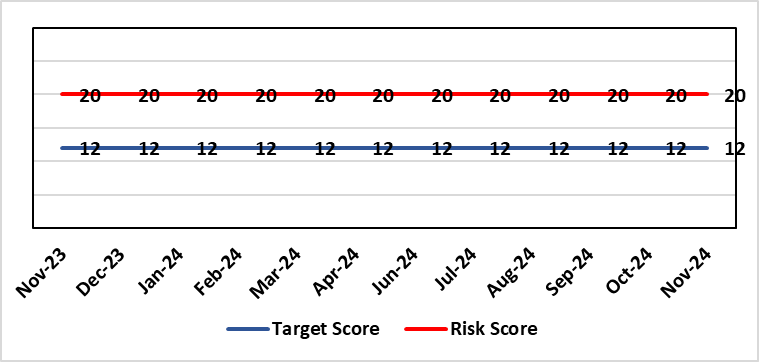 20 20 20 20 20 20 20 20 20 20 20 20
12 12 12 12 12 12 12 12 12 12 12 12
Nov-23 Dec-23 Jan-24 Feb-24 Mar-24 Apr-24 Jun-24 Jul-24 Aug-24 Sep-24 Oct-24 Nov-24
Target Score Risk Score